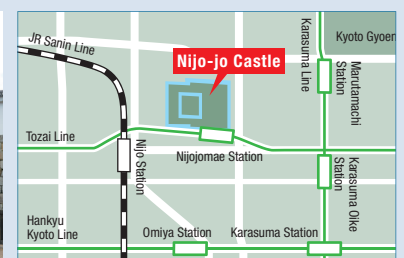 JR Sanin Line
Karasuma Line
Kyoto Gyoen
Nijo-jo Castle
Marutamachi
Station
Tozai Line
Nijo Station
Nijojomae Station
Karasuma Oike
Station
Hankyu
Kyoto Line
Omiya Station
Karasuma Station